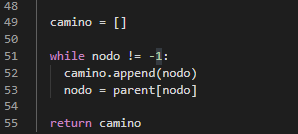 48
49 camino = []
50
51 while nodo != -1:
52 camino.append(nodo)
53 nodo = parent[nodo]
54
55 return camino